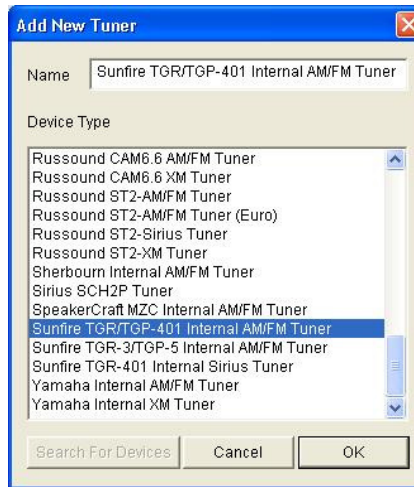 Add New Tuner
Name
Sunfire TGR/TGP-401 Internal AM/FM Tuner
Device Type
Russound CAM6.6 AM/FM Tuner
Russound CAM6.6 XM Tuner
Russound ST2-AM/FM Tuner
Russound ST2-AM/FM Tuner (Euro)
Russound ST2-Sirius Tuner
Russound ST2-XM Tuner
Sherbourn Internal AM/FM Tuner
Sirius SCH2P Tuner
SpeakerCraft MZC Internal AM/FM Tuner
Sunfire TGR/TGP-401 Internal AM/FM Tuner
Sunfire TGR-3/TGP-5 Internal AM/FM Tuner
Sunfire TGR-401 Internal Sirius Tuner
Yamaha Internal AM/FM Tuner
Yamaha Internal XM Tuner
Search For Devices
Cancel
OK